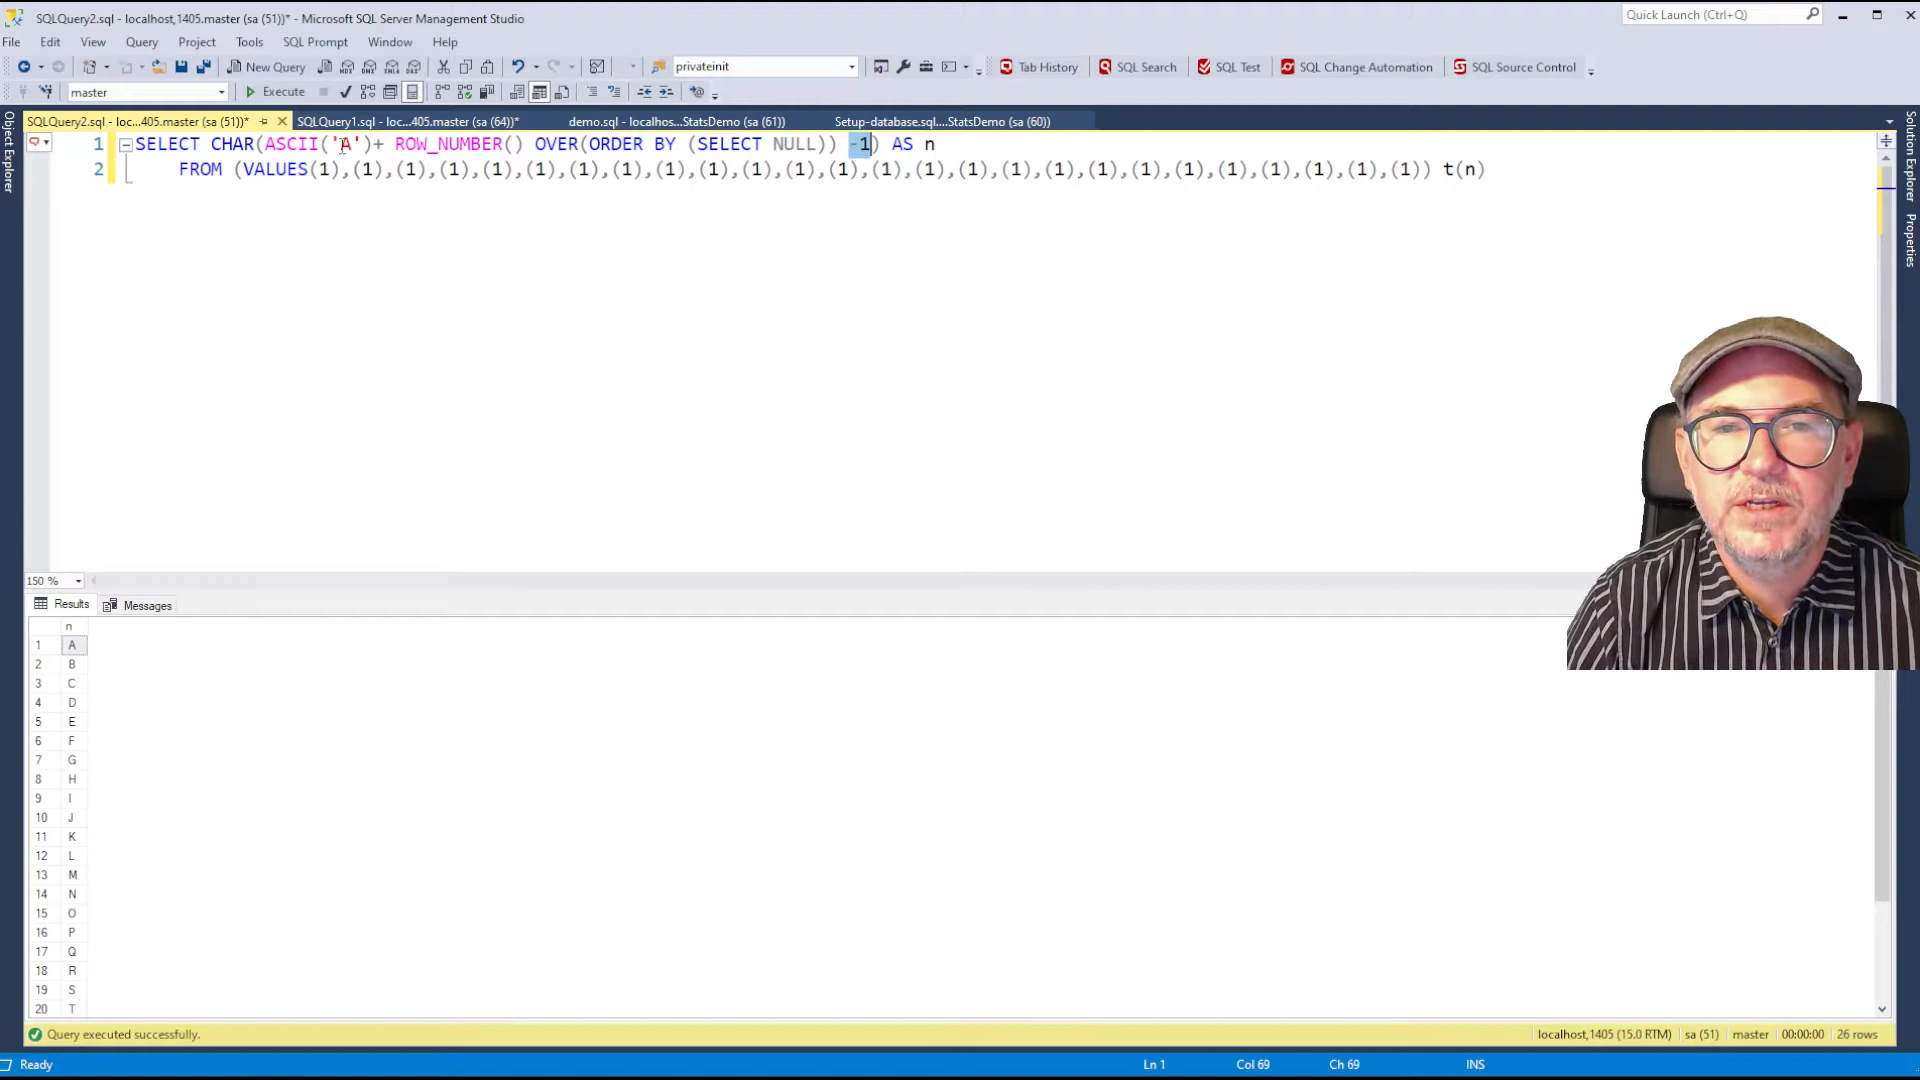 SQLQuery2.sql - localhost,1405.master (sa (51))* - Microsoft SQL Server Management Studio
Quick Launch (Ctrl+Q)
File Edit View Query Project Tools SQL Prompt Window Help
New Query
privateinit
Tab History SQL Search SQL Test SQL Change Automation SQL Source Control
master
Execute
SQLQuery2.sql - loc...405.master (sa (51))*
SQLQuery1.sql - loc...405.master (sa (64))*
demo.sql - localhos...StatsDemo (sa (61))
Setup-database.sql....StatsDemo (sa (60))
Object Explorer
Solution Explorer
Properties
1 SELECT CHAR(ASCII('A')+ ROW_NUMBER() OVER(ORDER BY (SELECT NULL)) -1) AS n
2 FROM (VALUES(1),(1),(1),(1),(1),(1),(1),(1),(1),(1),(1),(1),(1),(1),(1),(1),(1),(1),(1),(1),(1),(1),(1),(1),(1),(1)) t(n)
150 %
Results Messages
n
1 A
2 B
3 C
4 D
5 E
6 F
7 G
8 H
9 I
10 J
11 K
12 L
13 M
14 N
15 O
16 P
17 Q
18 R
19 S
20 T
Query executed successfully.
localhost,1405 (15.0 RTM) sa (51) master 00:00:00 26 rows
Ready
Ln 1 Col 69 Ch 69 INS